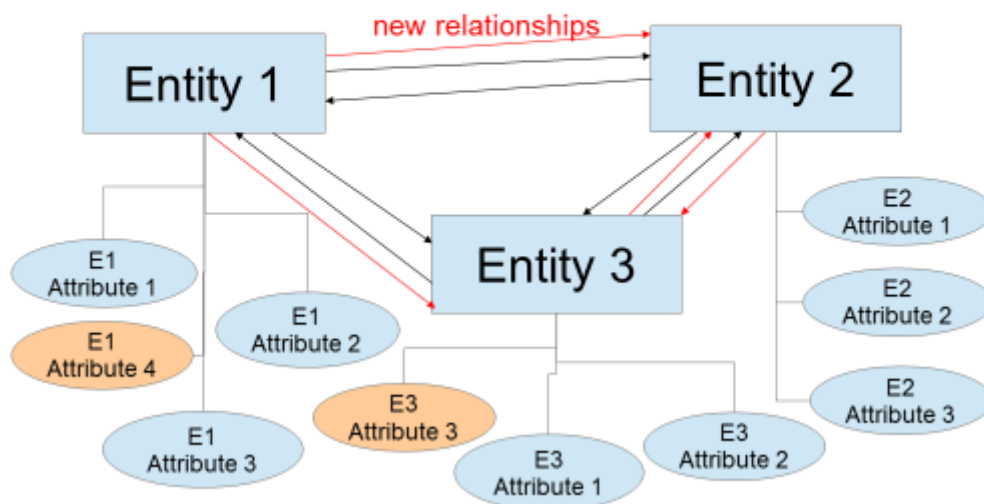 new relationships
Entity 1
Entity 2
Entity 3
E1
Attribute 1
E1
Attribute 4
E1
Attribute 3
E1
Attribute 2
E3
Attribute 3
E3
Attribute 1
E3
Attribute 2
E2
Attribute 1
E2
Attribute 2
E2
Attribute 3